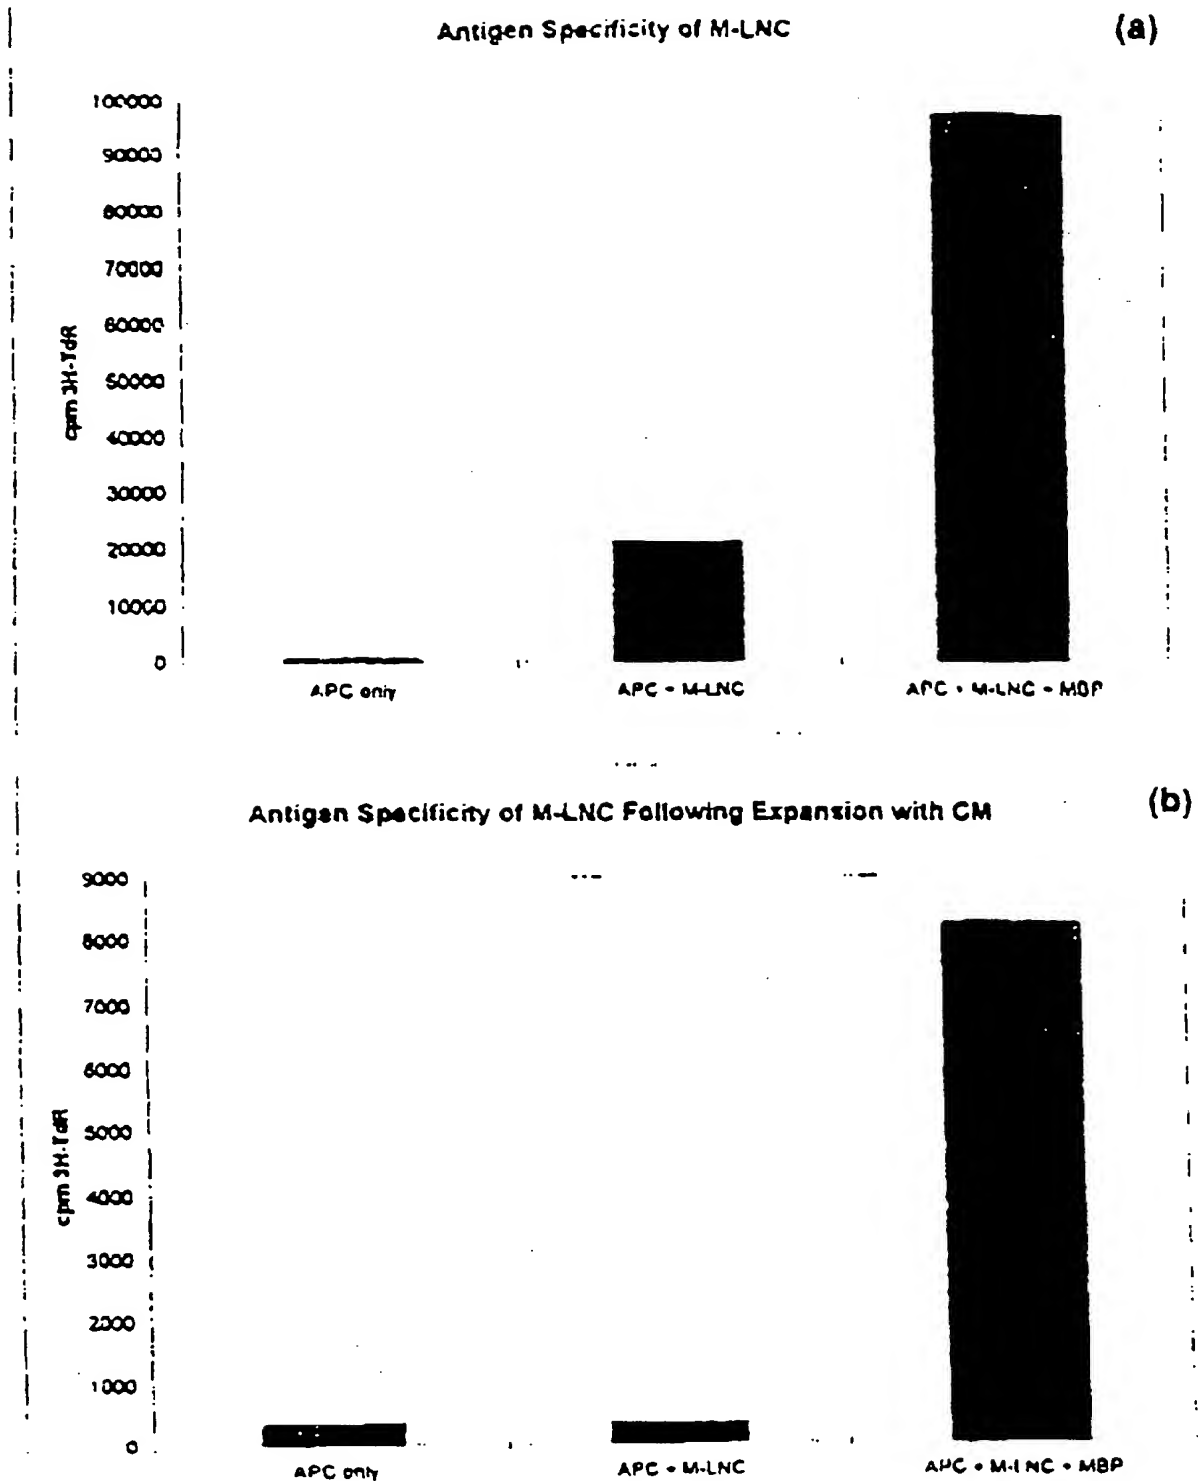 Antigen Specificity of M-LNC
(a)
100000
90000
80000
70000
60000
50000
40000
30000
20000
10000
0
cpm 3H-TdR
APC only
APC + M-LNC
APC + M-LNC + MBP
Antigen Specificity of M-LNC Following Expansion with CM
(b)
9000
8000
7000
6000
5000
4000
3000
2000
1000
0
cpm 3H-TdR
APC only
APC + M-LNC
APC + M-LNC + MBP